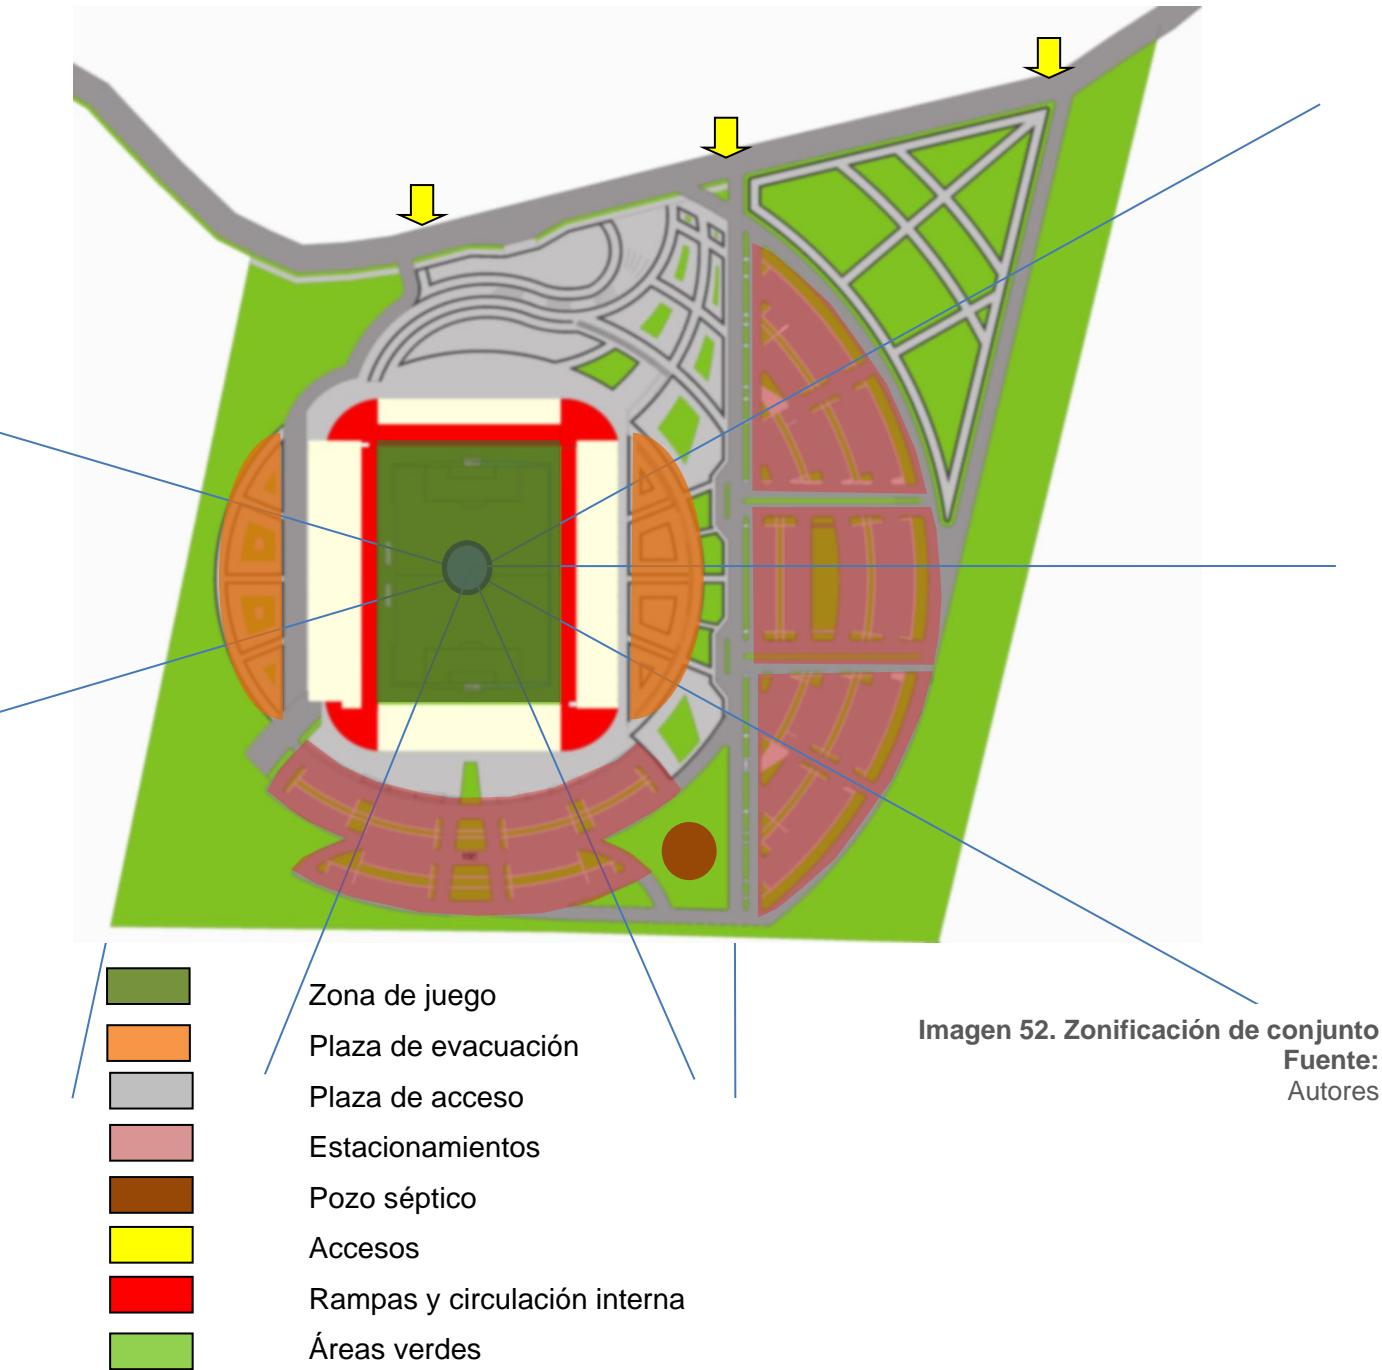 Zona de juego
Plaza de evacuación
Plaza de acceso
Estacionamientos
Pozo séptico
Accesos
Rampas y circulación interna
Áreas verdes
Imagen 52. Zonificación de conjunto
Fuente:
Autores